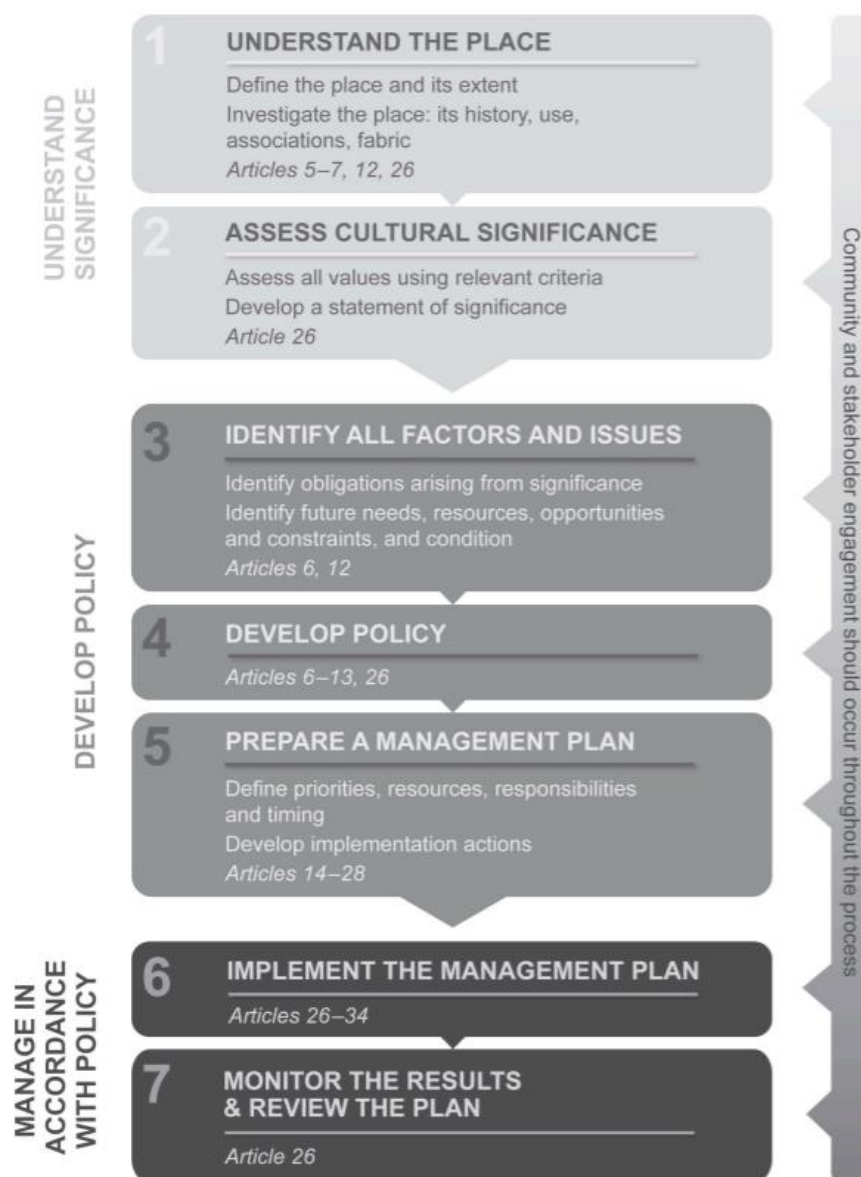 UNDERSTAND
SIGNIFICANCE
1
UNDERSTAND THE PLACE
Define the place and its extent
Investigate the place: its history, use,
associations, fabric
Articles 5–7, 12, 26
2
ASSESS CULTURAL SIGNIFICANCE
Assess all values using relevant criteria
Develop a statement of significance
Article 26
DEVELOP POLICY
3
IDENTIFY ALL FACTORS AND ISSUES
Identify obligations arising from significance
Identify future needs, resources, opportunities
and constraints, and condition
Articles 6, 12
4
DEVELOP POLICY
Articles 6–13, 26
5
PREPARE A MANAGEMENT PLAN
Define priorities, resources, responsibilities
and timing
Develop implementation actions
Articles 14–28
MANAGE IN
ACCORDANCE
WITH POLICY
6
IMPLEMENT THE MANAGEMENT PLAN
Articles 26–34
7
MONITOR THE RESULTS
& REVIEW THE PLAN
Article 26
Community and stakeholder engagement should occur throughout the process